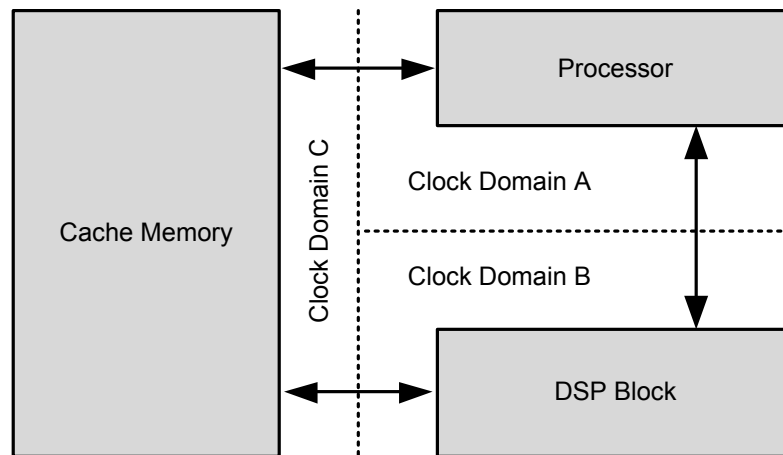 Processor
Clock Domain A
Cache Memory
Clock Domain C
Clock Domain B
DSP Block